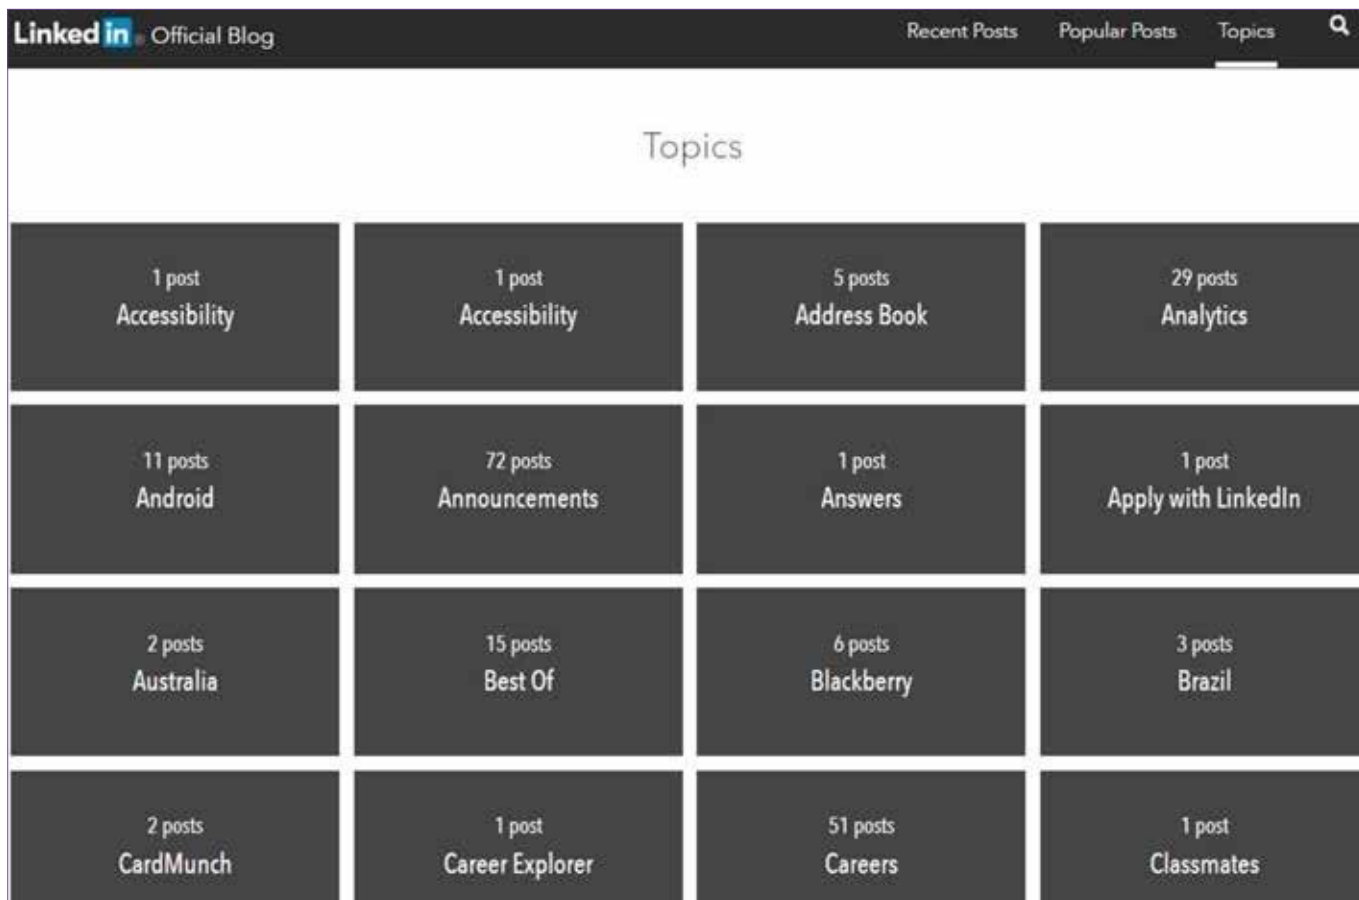 Linked in Official Blog
Recent Posts Popular Posts Topics
Topics
1 post
Accessibility
1 post
Accessibility
5 posts
Address Book
29 posts
Analytics
11 posts
Android
72 posts
Announcements
1 post
Answers
1 post
Apply with LinkedIn
2 posts
Australia
15 posts
Best Of
6 posts
Blackberry
3 posts
Brazil
2 posts
CardMunch
1 post
Career Explorer
51 posts
Careers
1 post
Classmates